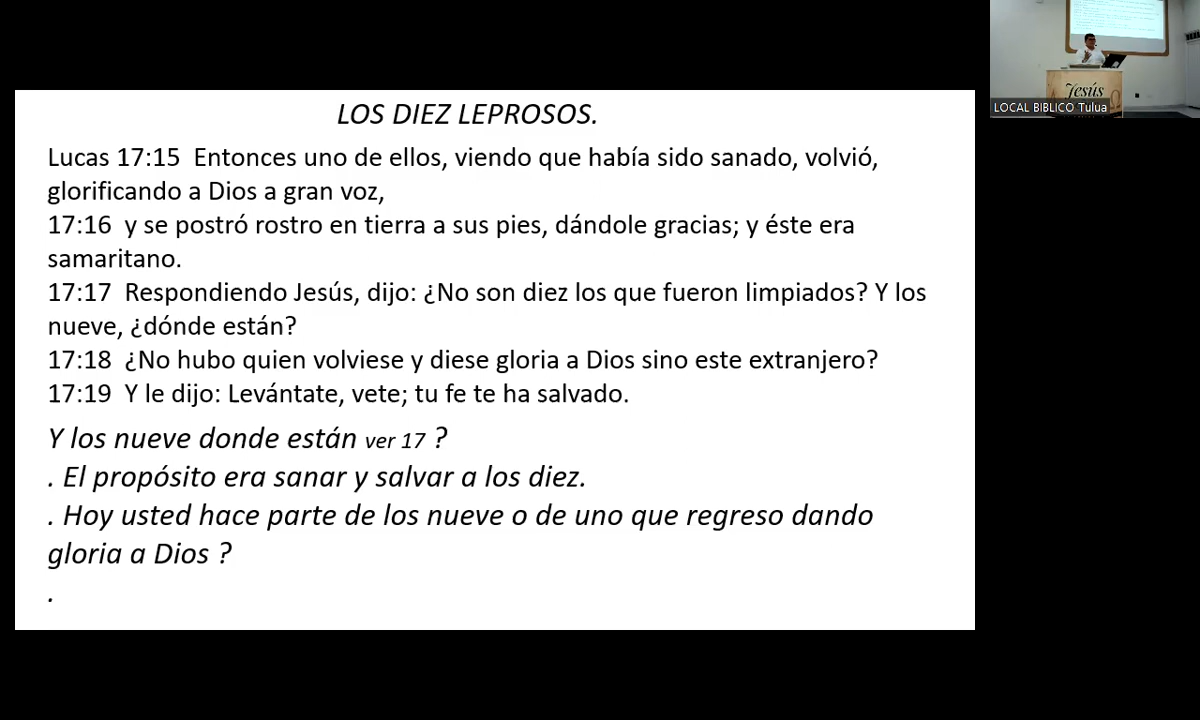 LOS DIEZ LEPROSOS.
Lucas 17:15 Entonces uno de ellos, viendo que había sido sanado, volvió,
glorificando a Dios a gran voz,
17:16 y se postró rostro en tierra a sus pies, dándole gracias; y éste era
samaritano.
17:17 Respondiendo Jesús, dijo: ¿No son diez los que fueron limpiados? Y los
nueve, ¿dónde están?
17:18 ¿No hubo quien volviese y diese gloria a Dios sino este extranjero?
17:19 Y le dijo: Levántate, vete; tu fe te ha salvado.
Y los nueve donde están ver 17 ?
. El propósito era sanar y salvar a los diez.
. Hoy usted hace parte de los nueve o de uno que regreso dando
gloria a Dios ?
.
Jesús
LOCAL BIBLICO Tulua